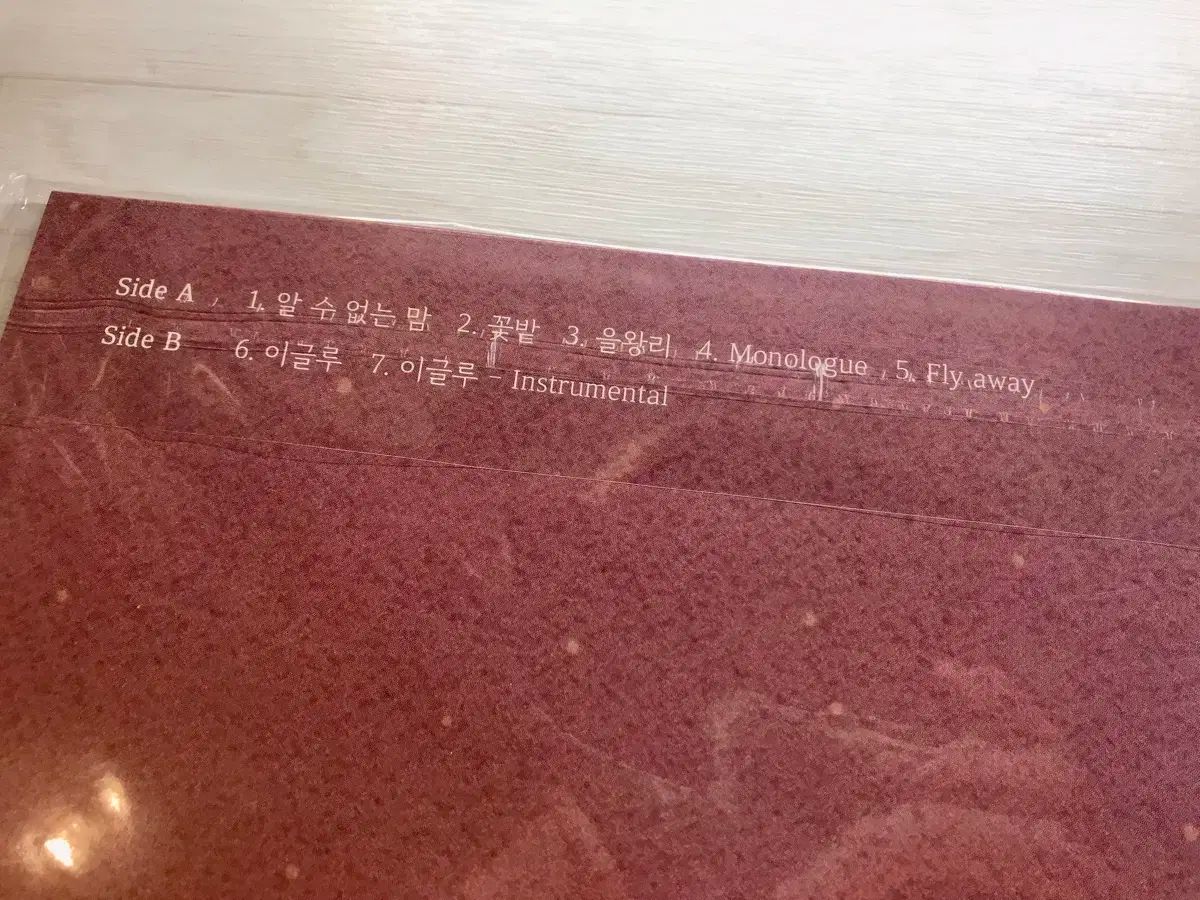 Side A 1. 알 수 없는 맘 2. 꽃밭 3. 을왕리 4. Monologue 5. Fly away
Side B 6. 이글루 7. 이글루 - Instrumental